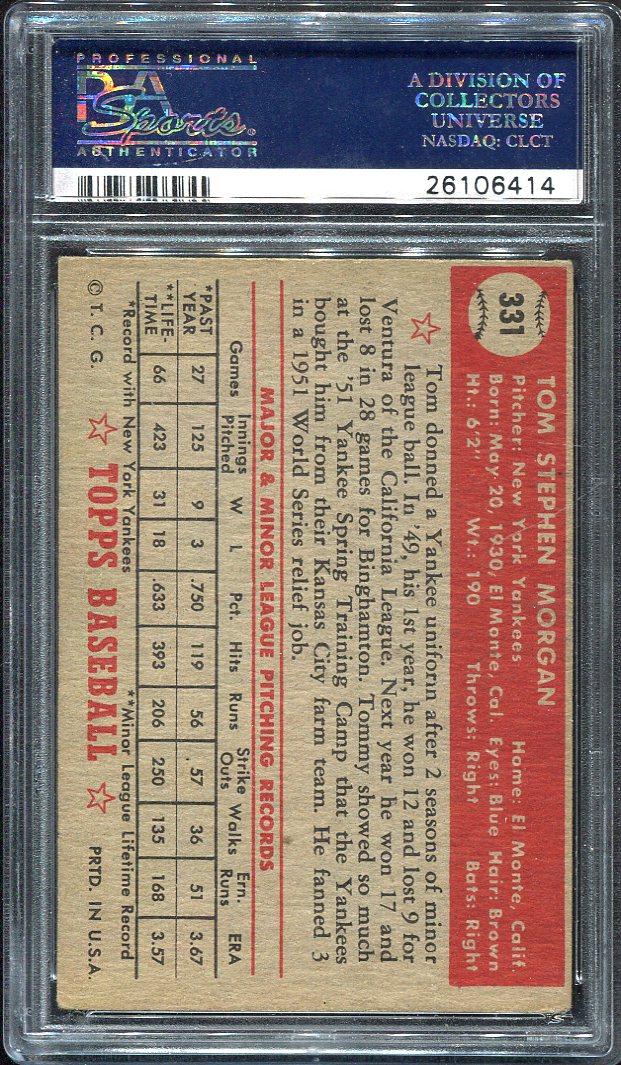 PROFESSIONAL
PSA
Sports®
AUTHENTICATOR
A DIVISION OF
COLLECTORS
UNIVERSE
NASDAQ: CLCT
26106414
331
TOM STEPHEN MORGAN
Pitcher: New York Yankees Home: El Monte, Calif.
Born: May 20, 1930, El Monte, Cal. Eyes: Blue Hair: Brown
Ht.: 6'2" Wt.: 190 Throws: Right Bats: Right
Tom donned a Yankee uniform after 2 seasons of minor
league ball. In '49, his 1st year, he won 12 and lost 9 for
Ventura of the California League. Next year he won 17 and
lost 8 in 28 games for Binghamton. Tommy showed so much
at the '51 Yankee Spring Training Camp that the Yankees
bought him from their Kansas City farm team. He fanned 3
in a 1951 World Series relief job.
MAJOR & MINOR LEAGUE PITCHING RECORDS
Games Innings Pitched W L Pct. Hits Runs Strike Outs Walks Ern. Runs ERA
*PAST YEAR 27 125 9 3 .750 119 56 57 36 51 3.67
**LIFE-TIME 66 423 31 18 .633 393 206 250 135 168 3.57
*Record with New York Yankees **Minor League Lifetime Record
© T. C. G. TOPPS BASEBALL PRTD. IN U.S.A.